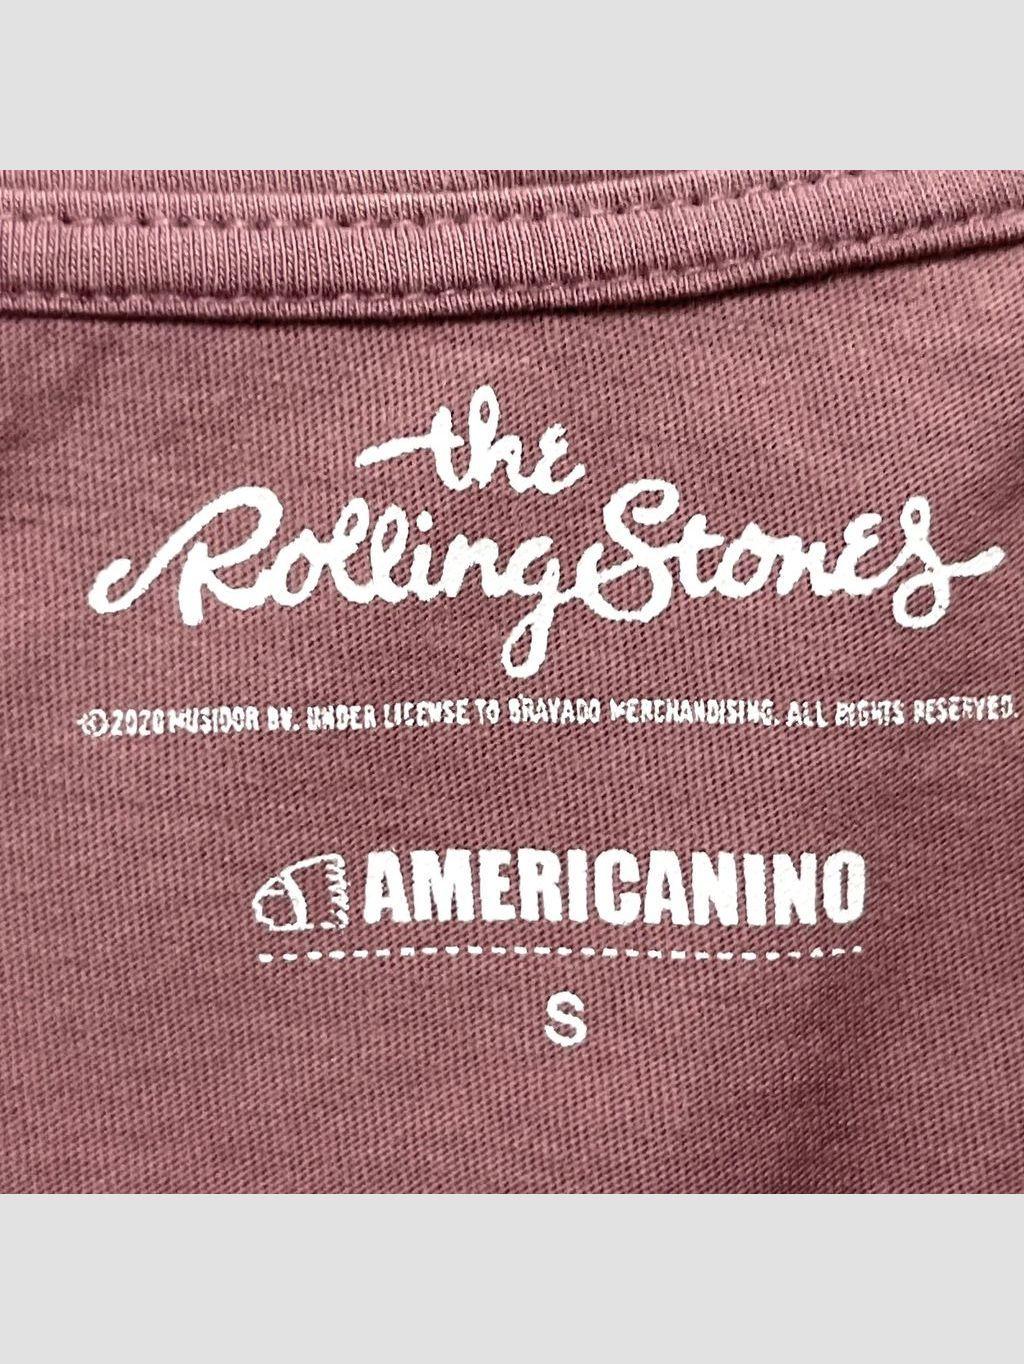 the
Rolling Stones
©2020 MUSIDOR BV. UNDER LICENSE TO BRAVADO MERCHANDISING. ALL RIGHTS RESERVED.
AMERICANINO
S